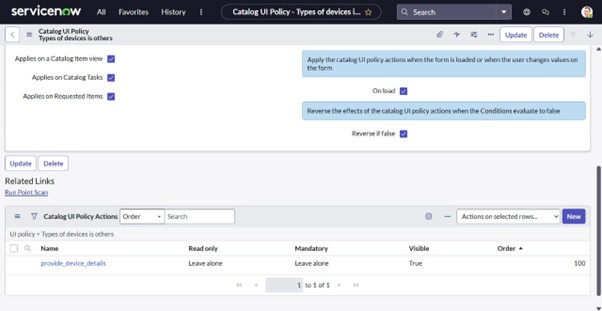 servicenow All Favorites History Catalog UI Policy - Types of devices i... Search
Catalog UI Policy
Types of devices is others
Update Delete
Applies on a Catalog Item view
Applies on Catalog Tasks
Applies on Requested Items
Apply the catalog UI policy actions when the form is loaded or when the user changes values on
the form
On load
Reverse the effects of the catalog UI policy actions when the Conditions evaluate to false
Reverse if false
Update Delete
Related Links
Run Point Scan
Catalog UI Policy Actions Order Search Actions on selected rows... New
UI policy = Types of devices is others
Name Read only Mandatory Visible Order
provide_device_details Leave alone Leave alone True 100
1 to 1 of 1